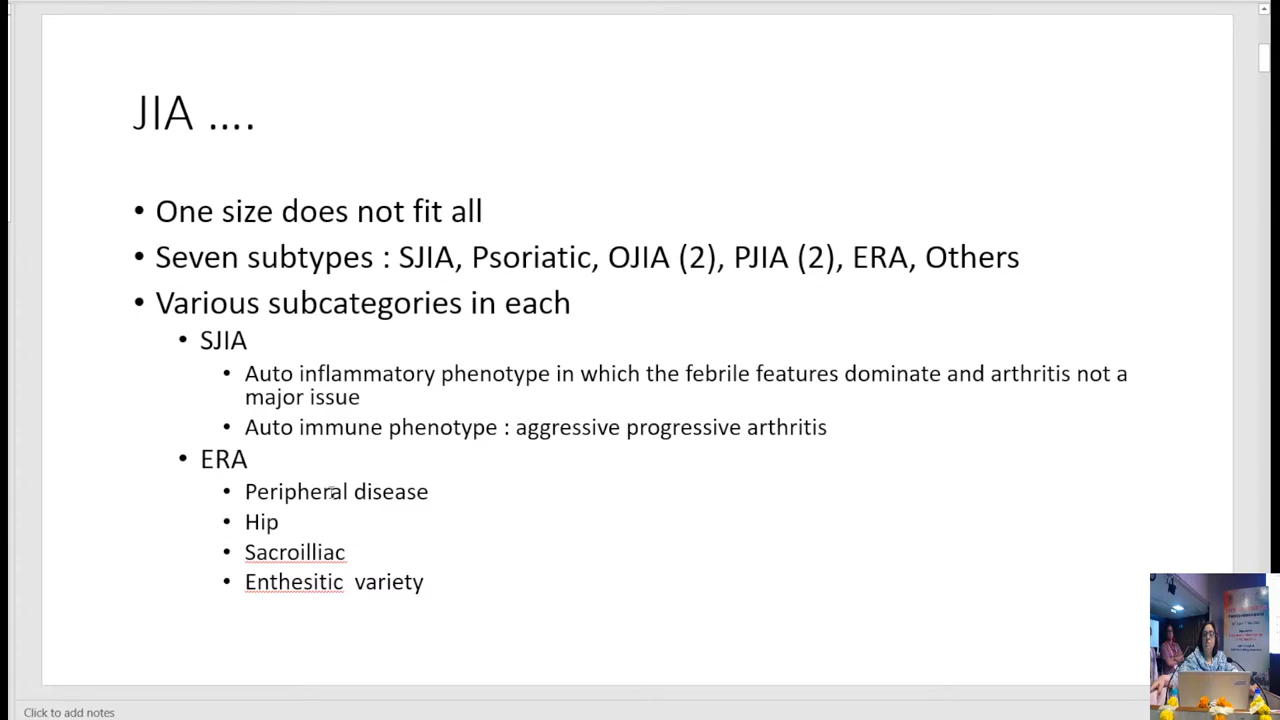 JIA ....
• One size does not fit all
• Seven subtypes : SJIA, Psoriatic, OJIA (2), PJIA (2), ERA, Others
• Various subcategories in each
• SJIA
• Auto inflammatory phenotype in which the febrile features dominate and arthritis not a
major issue
• Auto immune phenotype : aggressive progressive arthritis
• ERA
• Peripheral disease
• Hip
• Sacroilliac
• Enthesitic variety
Click to add notes